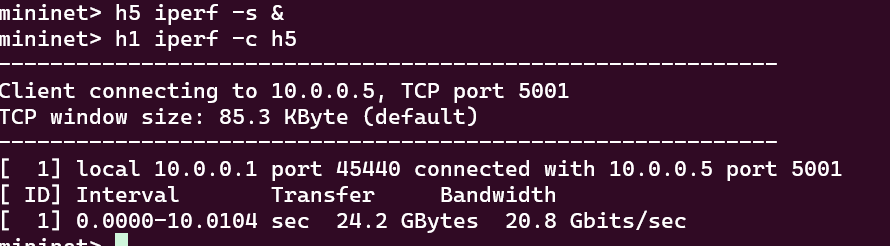 mininet> h5 iperf -s &
mininet> h1 iperf -c h5
------------------------------------------------------------
Client connecting to 10.0.0.5, TCP port 5001
TCP window size: 85.3 KByte (default)
------------------------------------------------------------
[  1] local 10.0.0.1 port 45440 connected with 10.0.0.5 port 5001
[ ID] Interval       Transfer     Bandwidth
[  1] 0.0000-10.0104 sec  24.2 GBytes  20.8 Gbits/sec
mininet>